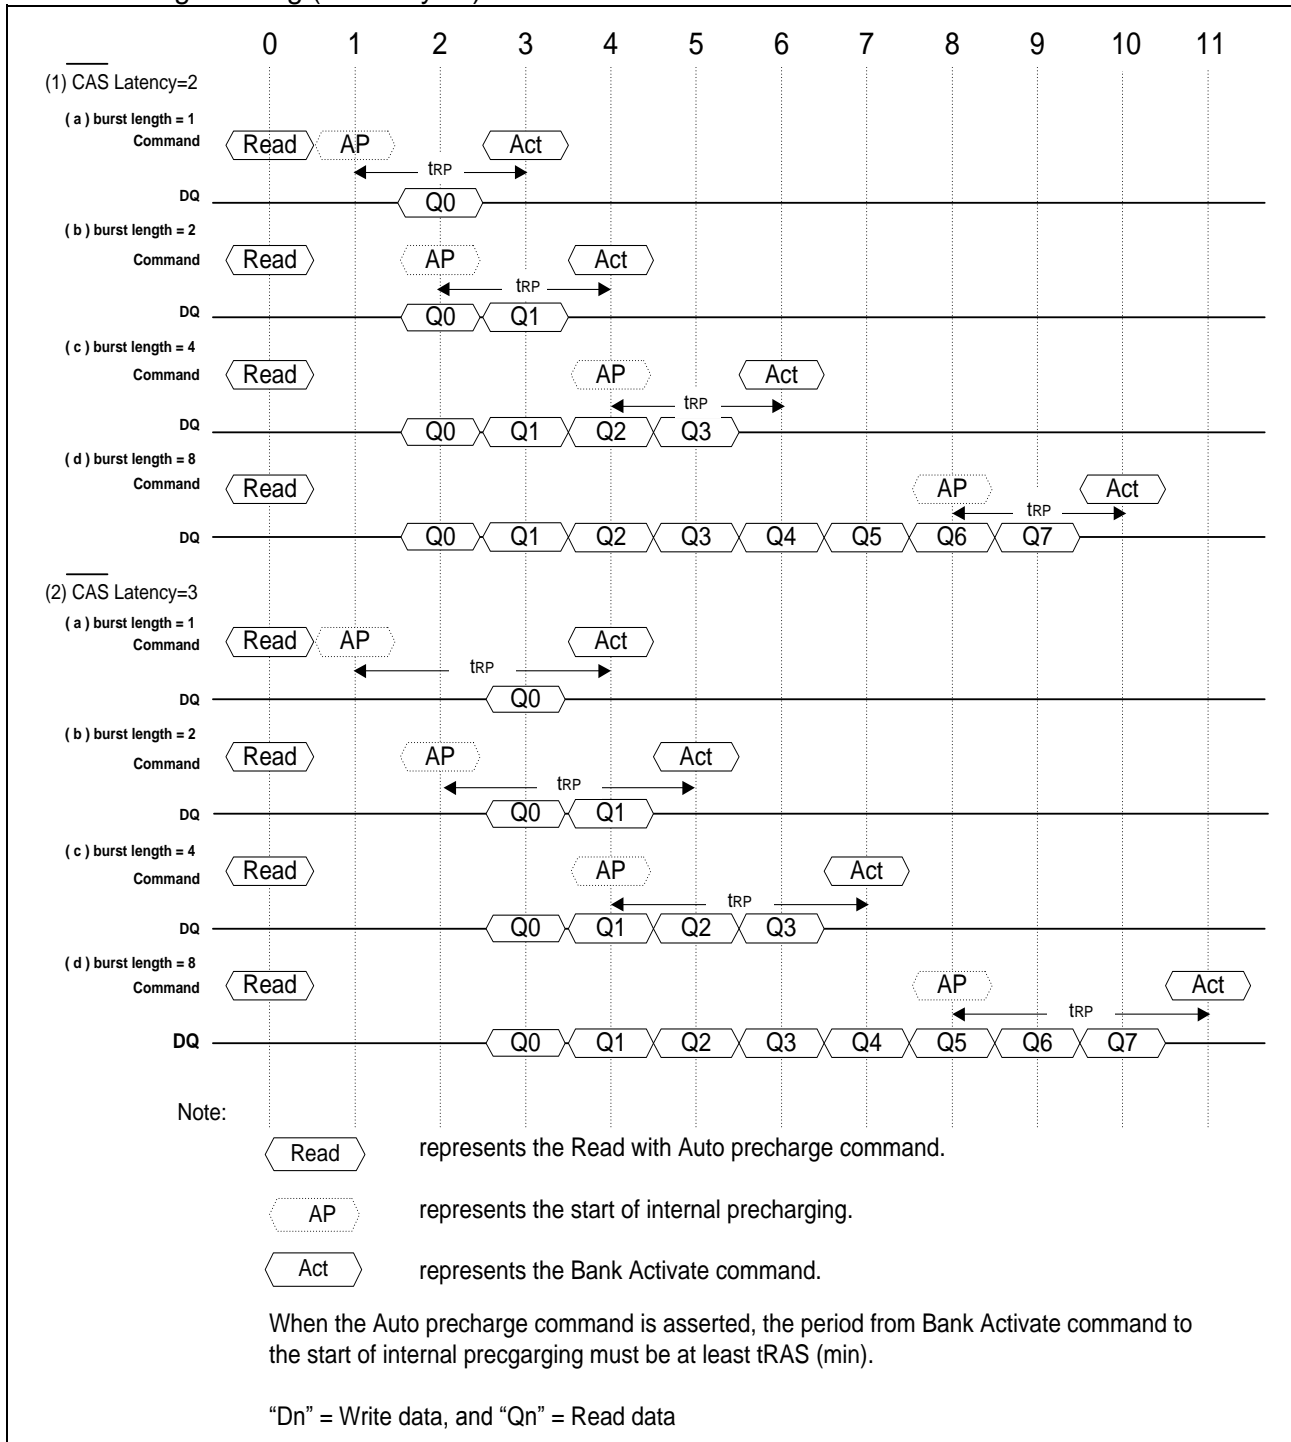 0 1 2 3 4 5 6 7 8 9 10 11
(1) CAS Latency=2
( a ) burst length = 1
Command Read AP Act
tRP
DQ Q0
( b ) burst length = 2
Command Read AP Act
tRP
DQ Q0 Q1
( c ) burst length = 4
Command Read AP Act
tRP
DQ Q0 Q1 Q2 Q3
( d ) burst length = 8
Command Read AP Act
tRP
DQ Q0 Q1 Q2 Q3 Q4 Q5 Q6 Q7
(2) CAS Latency=3
( a ) burst length = 1
Command Read AP Act
tRP
DQ Q0
( b ) burst length = 2
Command Read AP Act
tRP
DQ Q0 Q1
( c ) burst length = 4
Command Read AP Act
tRP
DQ Q0 Q1 Q2 Q3
( d ) burst length = 8
Command Read AP Act
tRP
DQ Q0 Q1 Q2 Q3 Q4 Q5 Q6 Q7
Note:
Read represents the Read with Auto precharge command.
AP represents the start of internal precharging.
Act represents the Bank Activate command.
When the Auto precharge command is asserted, the period from Bank Activate command to
the start of internal precgarging must be at least tRAS (min).
“Dn” = Write data, and “Qn” = Read data